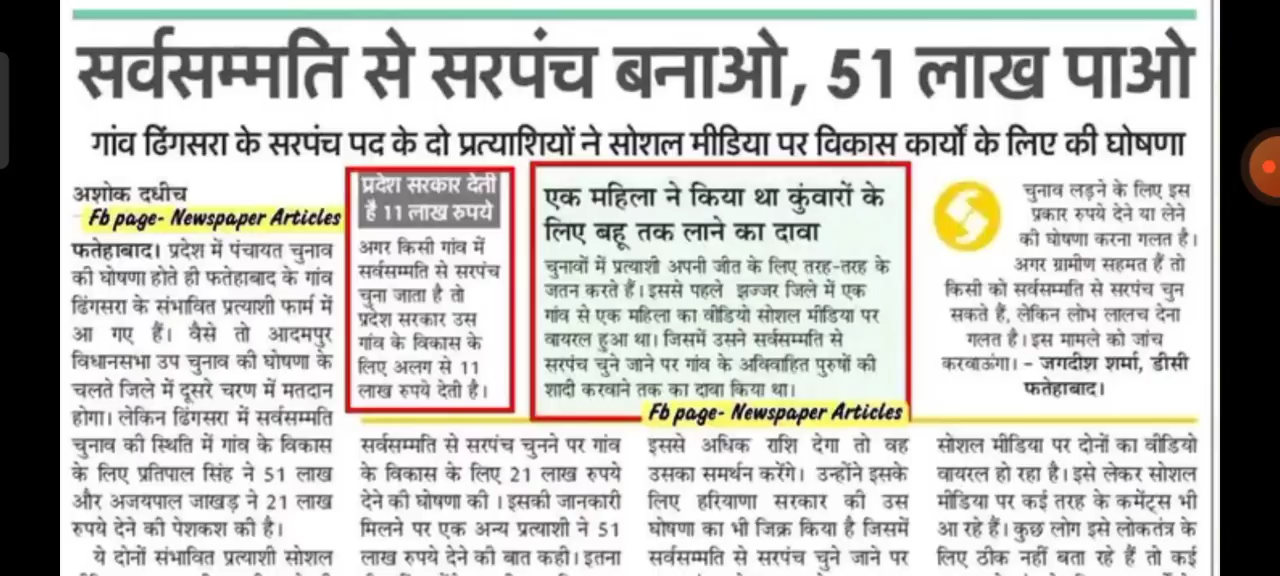 सर्वसम्मति से सरपंच बनाओ, 51 लाख पाओ
गांव ढिंगसरा के सरपंच पद के दो प्रत्याशियों ने सोशल मीडिया पर विकास कार्यों के लिए की घोषणा
अशोक दधीच
Fb page- Newspaper Articles
फतेहाबाद। प्रदेश में पंचायत चुनाव
की घोषणा होते ही फतेहाबाद के गांव
ढिंगसरा के संभावित प्रत्याशी फार्म में
आ गए हैं। वैसे तो आदमपुर
विधानसभा उप चुनाव की घोषणा के
चलते जिले में दूसरे चरण में मतदान
होगा। लेकिन ढिंगसरा में सर्वसम्मति
चुनाव की स्थिति में गांव के विकास
के लिए प्रतिपाल सिंह ने 51 लाख
और अजयपाल जाखड़ ने 21 लाख
रुपये देने की पेशकश की है।
ये दोनों संभावित प्रत्याशी सोशल
प्रदेश सरकार देती
है 11 लाख रुपये
अगर किसी गांव में
सर्वसम्मति से सरपंच
चुना जाता है तो
प्रदेश सरकार उस
गांव के विकास के
लिए अलग से 11
लाख रुपये देती है।
एक महिला ने किया था कुंवारों के
लिए बहू तक लाने का दावा
चुनावों में प्रत्याशी अपनी जीत के लिए तरह-तरह के
जतन करते हैं। इससे पहले झज्जर जिले में एक
गांव से एक महिला का वीडियो सोशल मीडिया पर
वायरल हुआ था। जिसमें उसने सर्वसम्मति से
सरपंच चुने जाने पर गांव के अविवाहित पुरुषों की
शादी करवाने तक का दावा किया था।
Fb page- Newspaper Articles
चुनाव लड़ने के लिए इस
प्रकार रुपये देने या लेने
की घोषणा करना गलत है।
अगर ग्रामीण सहमत हैं तो
किसी को सर्वसम्मति से सरपंच चुन
सकते हैं, लेकिन लोभ लालच देना
गलत है। इस मामले को जांच
करवाऊंगा। – जगदीश शर्मा, डीसी
फतेहाबाद।
सर्वसम्मति से सरपंच चुनने पर गांव
के विकास के लिए 21 लाख रुपये
देने की घोषणा की । इसकी जानकारी
मिलने पर एक अन्य प्रत्याशी ने 51
लाख रुपये देने की बात कही। इतना
इससे अधिक राशि देगा तो वह
उसका समर्थन करेंगे। उन्होंने इसके
लिए हरियाणा सरकार की उस
घोषणा का भी जिक्र किया है जिसमें
सर्वसम्मति से सरपंच चुने जाने पर
सोशल मीडिया पर दोनों का वीडियो
वायरल हो रहा है। इसे लेकर सोशल
मीडिया पर कई तरह के कमेंट्स भी
आ रहे हैं। कुछ लोग इसे लोकतंत्र के
लिए ठीक नहीं बता रहे हैं तो कई